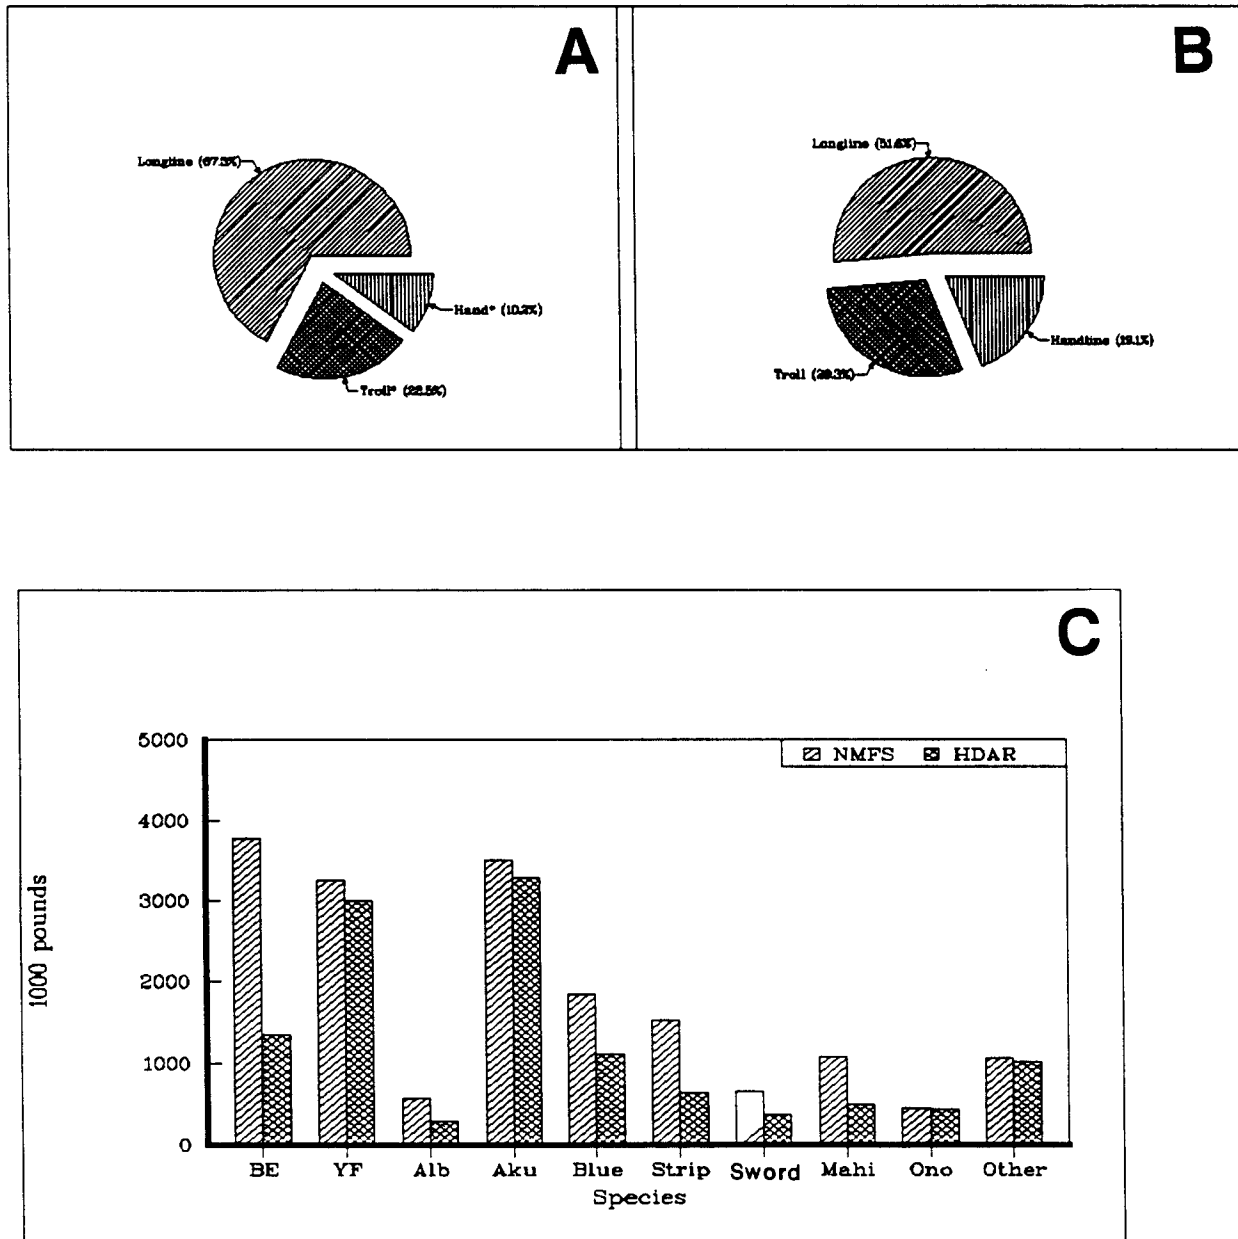 A
Longline (67.3%)
Hand* (10.2%)
Troll* (22.5%)
B
Longline (51.6%)
Handline (19.1%)
Troll (29.3%)
C
5000
4000
3000
2000
1000
0
1000 pounds
NMFS HDAR
BE YF Alb Aku Blue Strip Sword Mahi Ono Other
Species